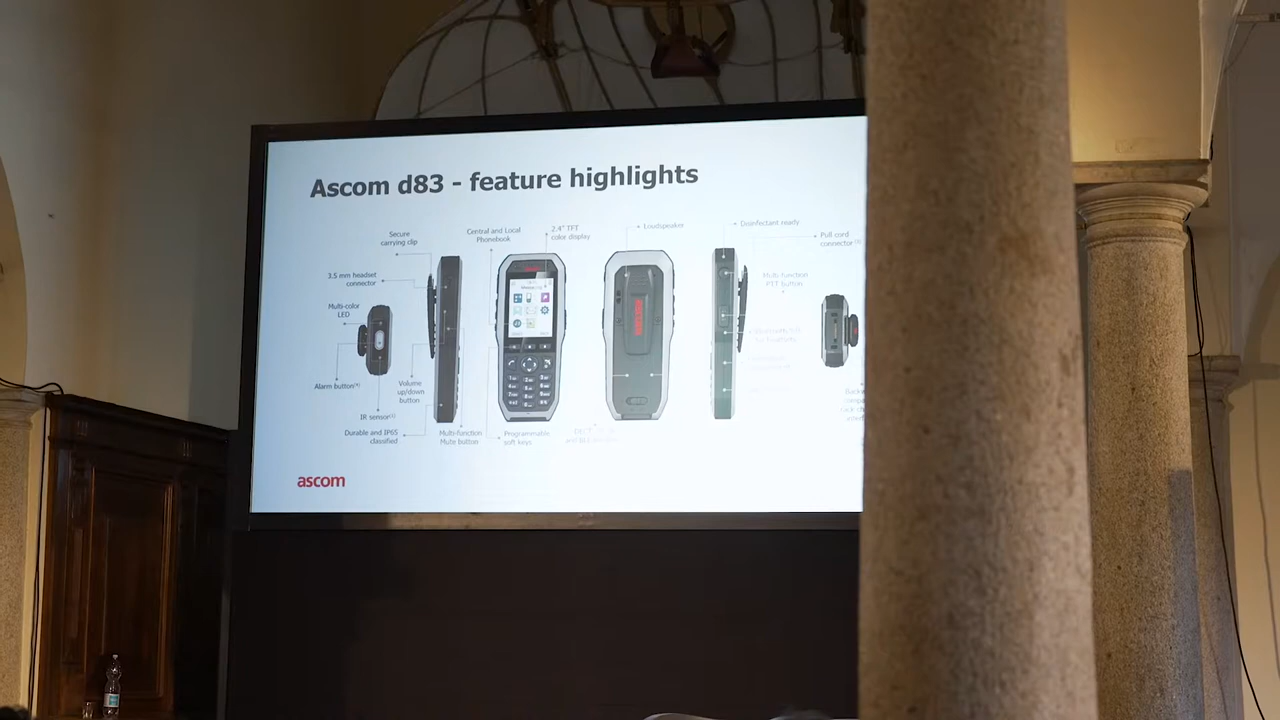 Ascom d83 - feature highlights
Secure
carrying clip
Central and Local
Phonebook
2.4" TFT
color display
Loudspeaker
Disinfectant ready
Pull cord
connector
3.5 mm headset
connector
Multi-function
PTT button
Multi-color
LED
Alarm button(*)
Volume
up/down
button
IR sensor
Durable and IP65
classified
Multi-function
Mute button
Programmable
soft keys
ascom